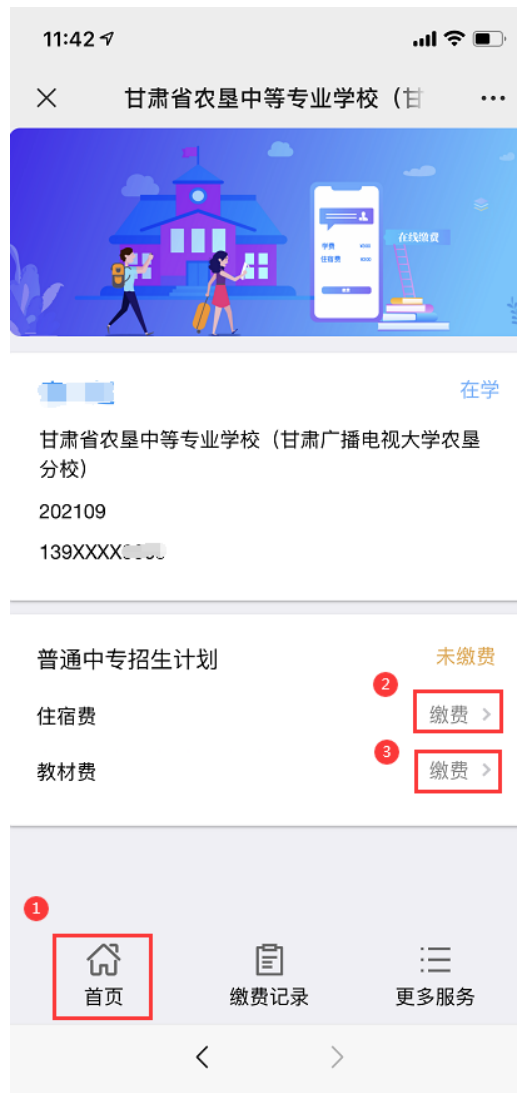 11:42
甘肃省农垦中等专业学校（甘
学费
住宿费
在线缴费
在学
甘肃省农垦中等专业学校（甘肃广播电视大学农垦
分校）
202109
139XXXX
普通中专招生计划
未缴费
2
住宿费
缴费 >
3
教材费
缴费 >
1
首页
缴费记录
更多服务